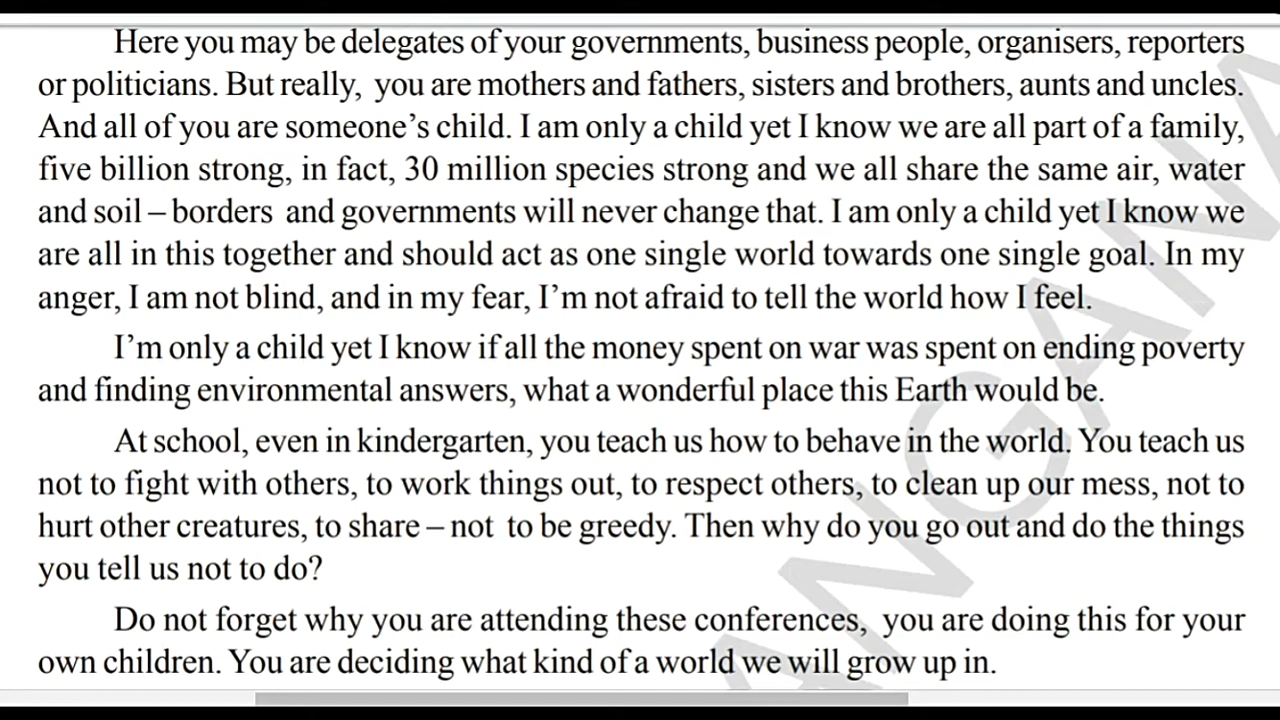 Here you may be delegates of your governments, business people, organisers, reporters
or politicians. But really, you are mothers and fathers, sisters and brothers, aunts and uncles.
And all of you are someone’s child. I am only a child yet I know we are all part of a family,
five billion strong, in fact, 30 million species strong and we all share the same air, water
and soil – borders and governments will never change that. I am only a child yet I know we
are all in this together and should act as one single world towards one single goal. In my
anger, I am not blind, and in my fear, I’m not afraid to tell the world how I feel.
I’m only a child yet I know if all the money spent on war was spent on ending poverty
and finding environmental answers, what a wonderful place this Earth would be.
At school, even in kindergarten, you teach us how to behave in the world. You teach us
not to fight with others, to work things out, to respect others, to clean up our mess, not to
hurt other creatures, to share – not to be greedy. Then why do you go out and do the things
you tell us not to do?
Do not forget why you are attending these conferences, you are doing this for your
own children. You are deciding what kind of a world we will grow up in.
ANGANA